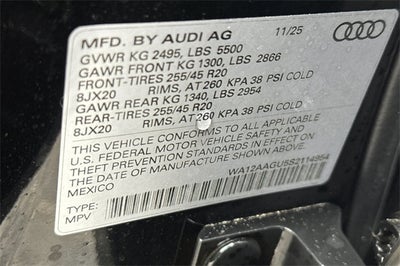 MFD. BY AUDI AG 11/25
GVWR KG 2495, LBS 5500
GAWR FRONT KG 1300, LBS 2866
FRONT-TIRES 255/45 R20
8JX20 RIMS, AT 260 KPA 38 PSI COLD
GAWR REAR KG 1340, LBS 2954
REAR-TIRES 255/45 R20
8JX20 RIMS, AT 260 KPA 38 PSI COLD
THIS VEHICLE CONFORMS TO ALL APPLICABLE
U.S. FEDERAL MOTOR VEHICLE SAFETY AND
THEFT PREVENTION STANDARDS IN EFFECT ON
THE DATE OF MANUFACTURE SHOWN ABOVE.
MEXICO
WA12AAGU5S2114954
TYPE:
MPV